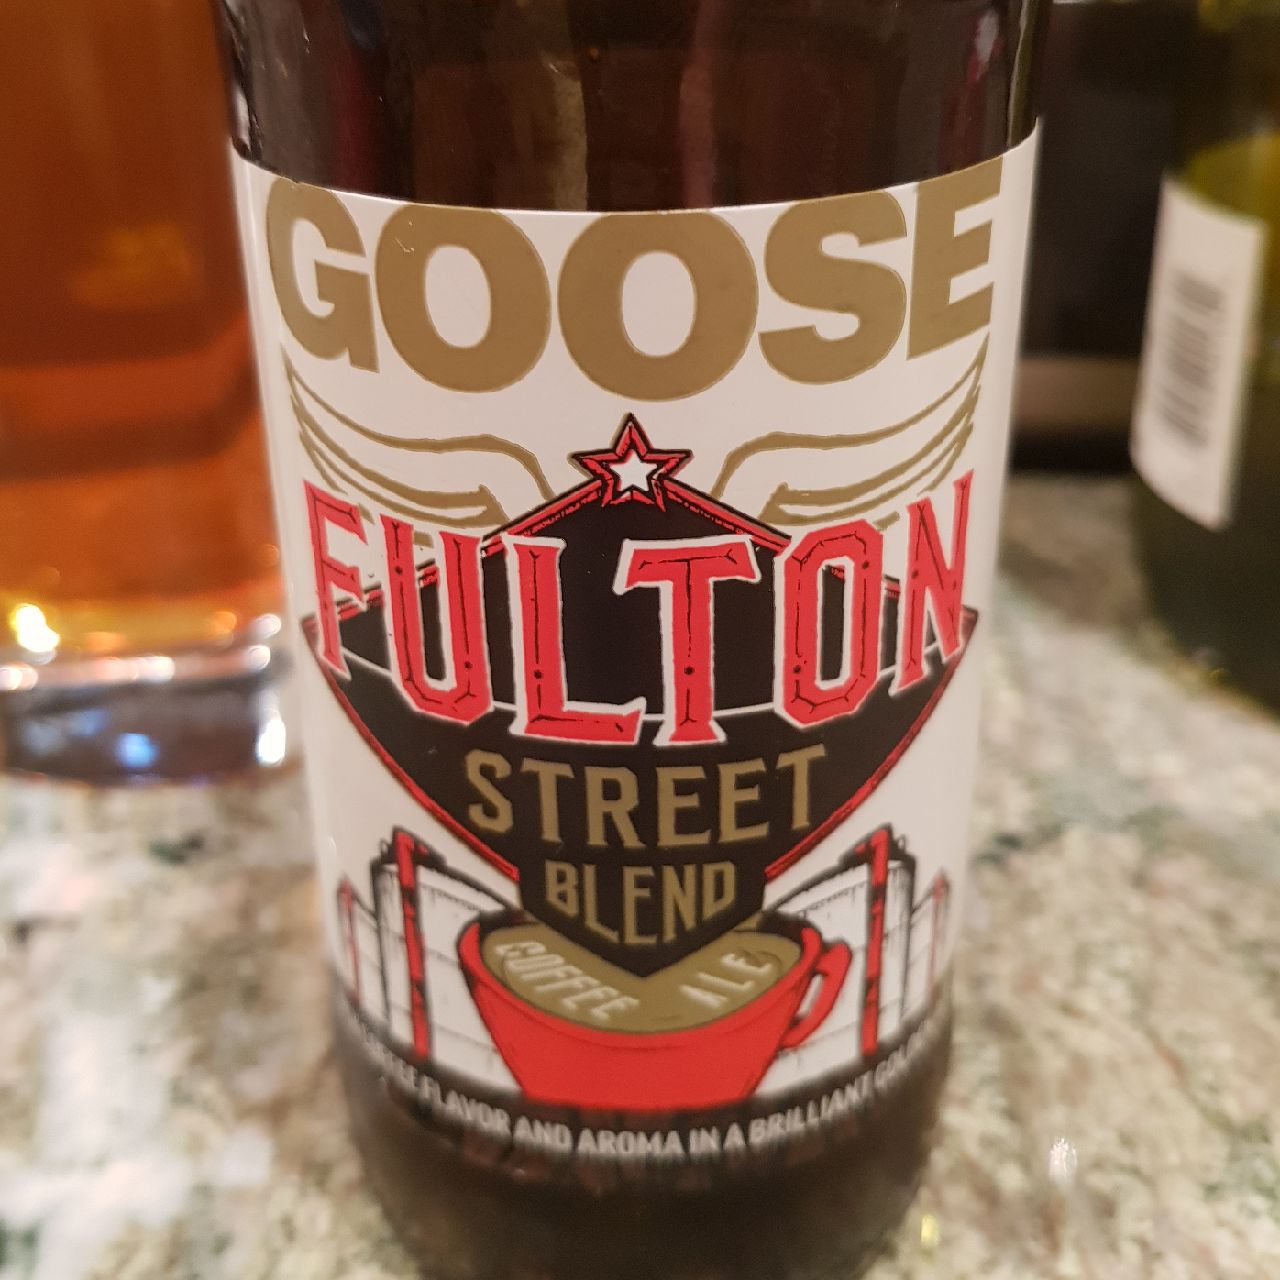 GOOSE
FULTON
STREET
BLEND
COFFEE ALE
FLAVOR AND AROMA IN A BRILLIANT